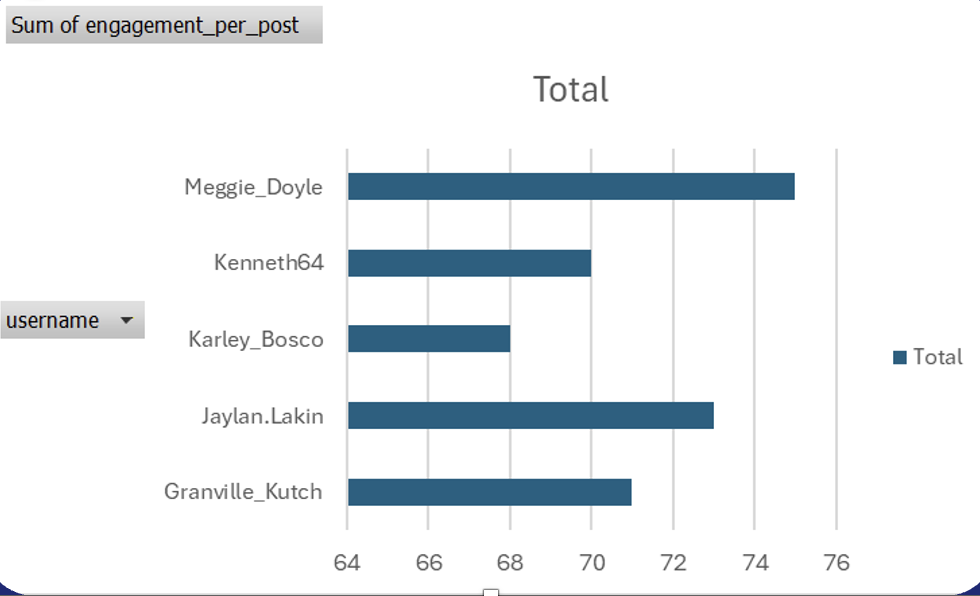 Sum of engagement_per_post
Total
Meggie_Doyle
Kenneth64
username
Karley_Bosco
Total
Jaylan.Lakin
Granville_Kutch
64 66 68 70 72 74 76